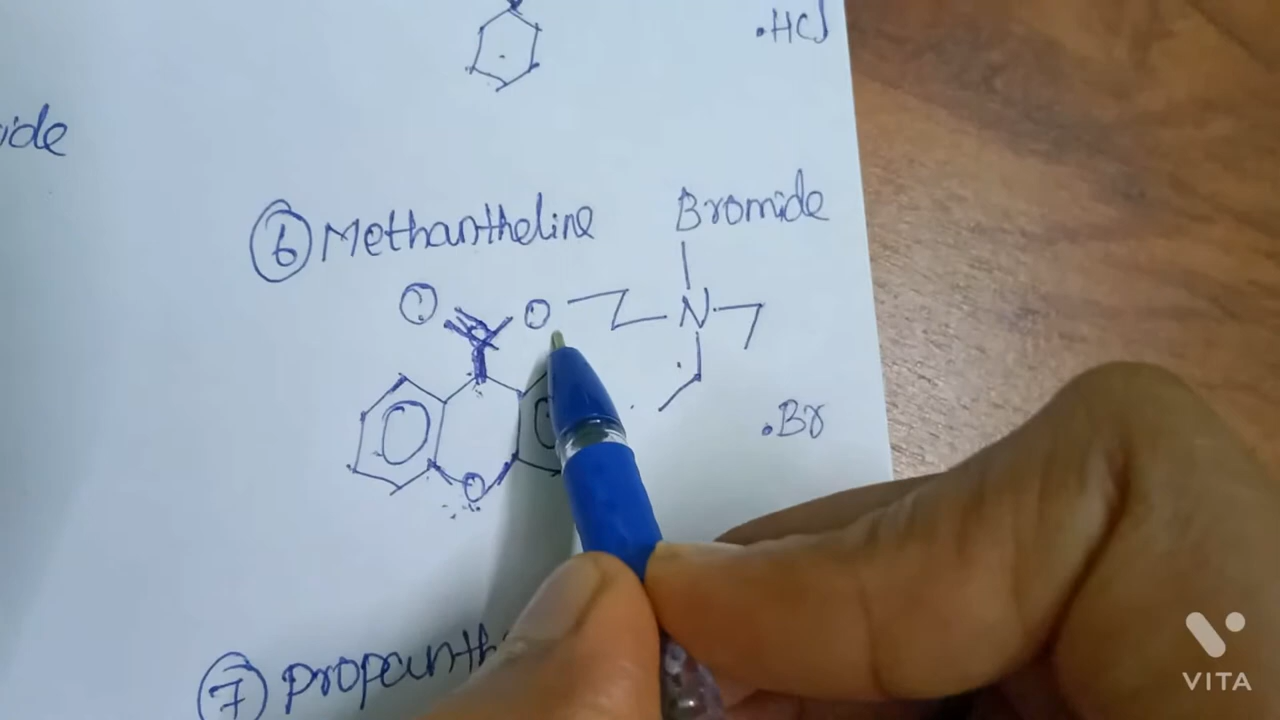 .HCl
ide
6 Methantheline Bromide
O O N
O
.Br
7 propanth
VITA